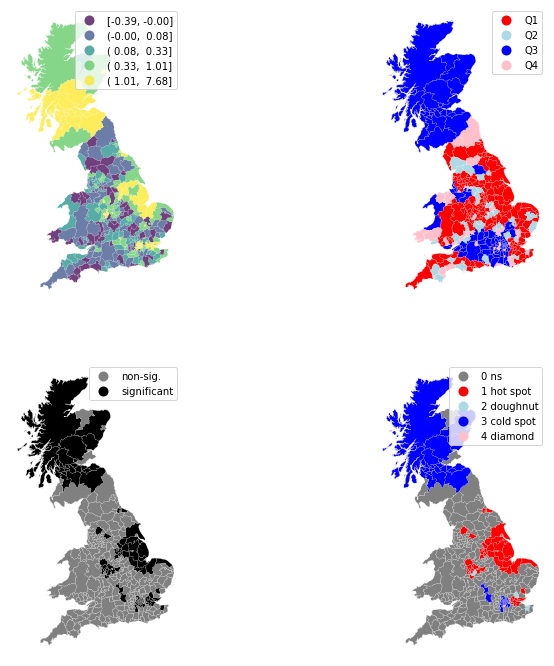 [-0.39, -0.00]
(-0.00,  0.08]
( 0.08,  0.33]
( 0.33,  1.01]
( 1.01,  7.68]
Q1
Q2
Q3
Q4
non-sig.
significant
0 ns
1 hot spot
2 doughnut
3 cold spot
4 diamond